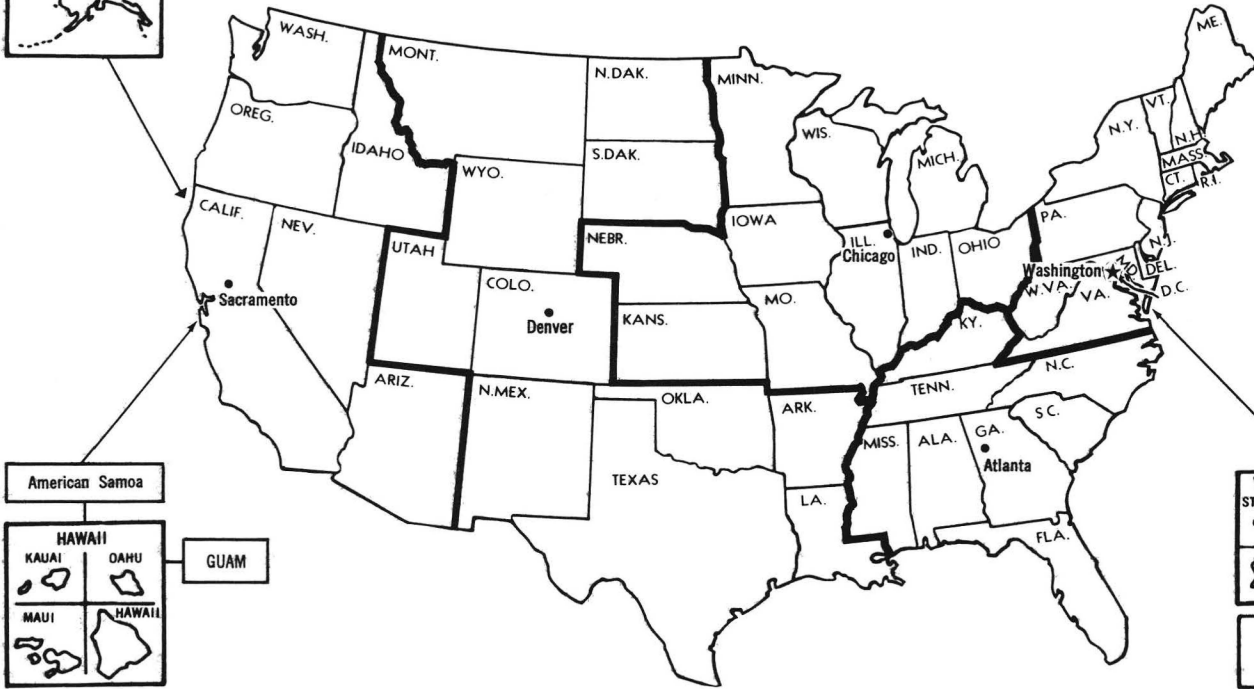 WASH.
MONT.
N.DAK.
MINN.
ME.
OREG.
IDAHO
WYO.
S.DAK.
WIS.
MICH.
N.Y.
VT.
N.H.
MASS.
CT.
R.I.
CALIF.
NEV.
UTAH
NEBR.
IOWA
ILL.
Chicago
IND.
OHIO
PA.
N.J.
DEL.
D.C.
Washington
W.VA.
VA.
Sacramento
COLO.
Denver
KANS.
MO.
KY.
N.C.
TENN.
S.C.
ARIZ.
N.MEX.
OKLA.
ARK.
MISS.
ALA.
GA.
Atlanta
TEXAS
LA.
FLA.
American Samoa
HAWAII
KAUAI
OAHU
GUAM
MAUI
HAWAII